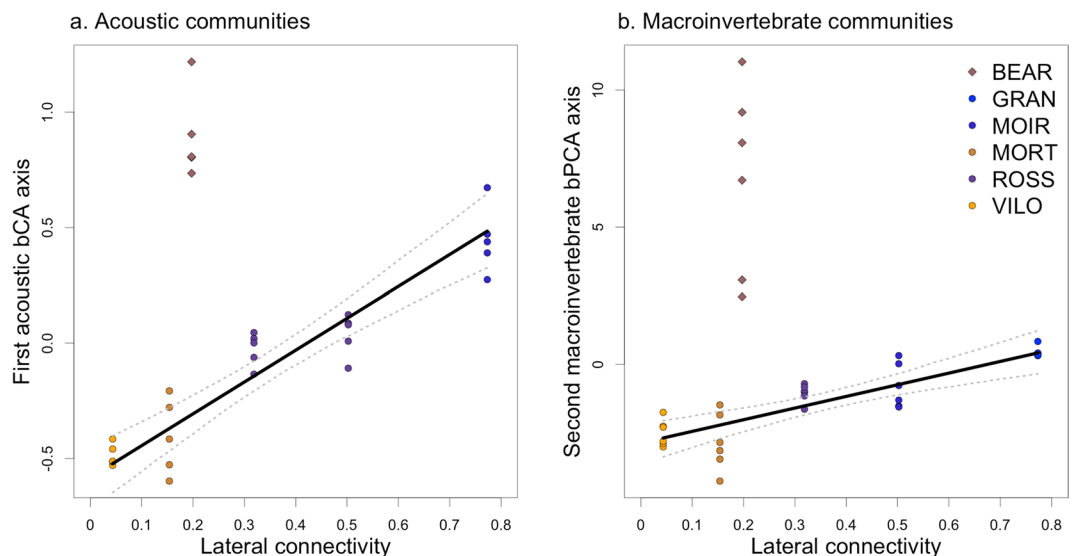 a. Acoustic communities
First acoustic bCA axis
1.0
0.5
0.0
-0.5
0 0.1 0.2 0.3 0.4 0.5 0.6 0.7 0.8
Lateral connectivity
b. Macroinvertebrate communities
Second macroinvertebrate bPCA axis
10
5
0
BEAR
GRAN
MOIR
MORT
ROSS
VILO
0 0.1 0.2 0.3 0.4 0.5 0.6 0.7 0.8
Lateral connectivity